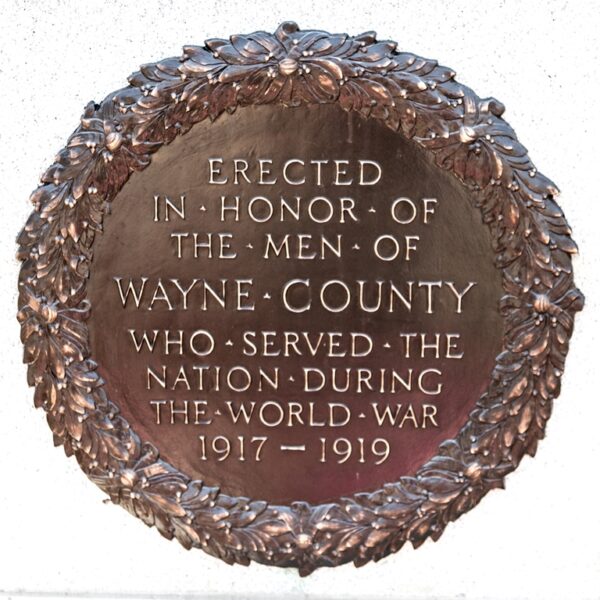 ERECTED
IN · HONOR · OF
THE · MEN · OF
WAYNE · COUNTY
WHO · SERVED · THE
NATION · DURING
THE · WORLD · WAR
1917 — 1919